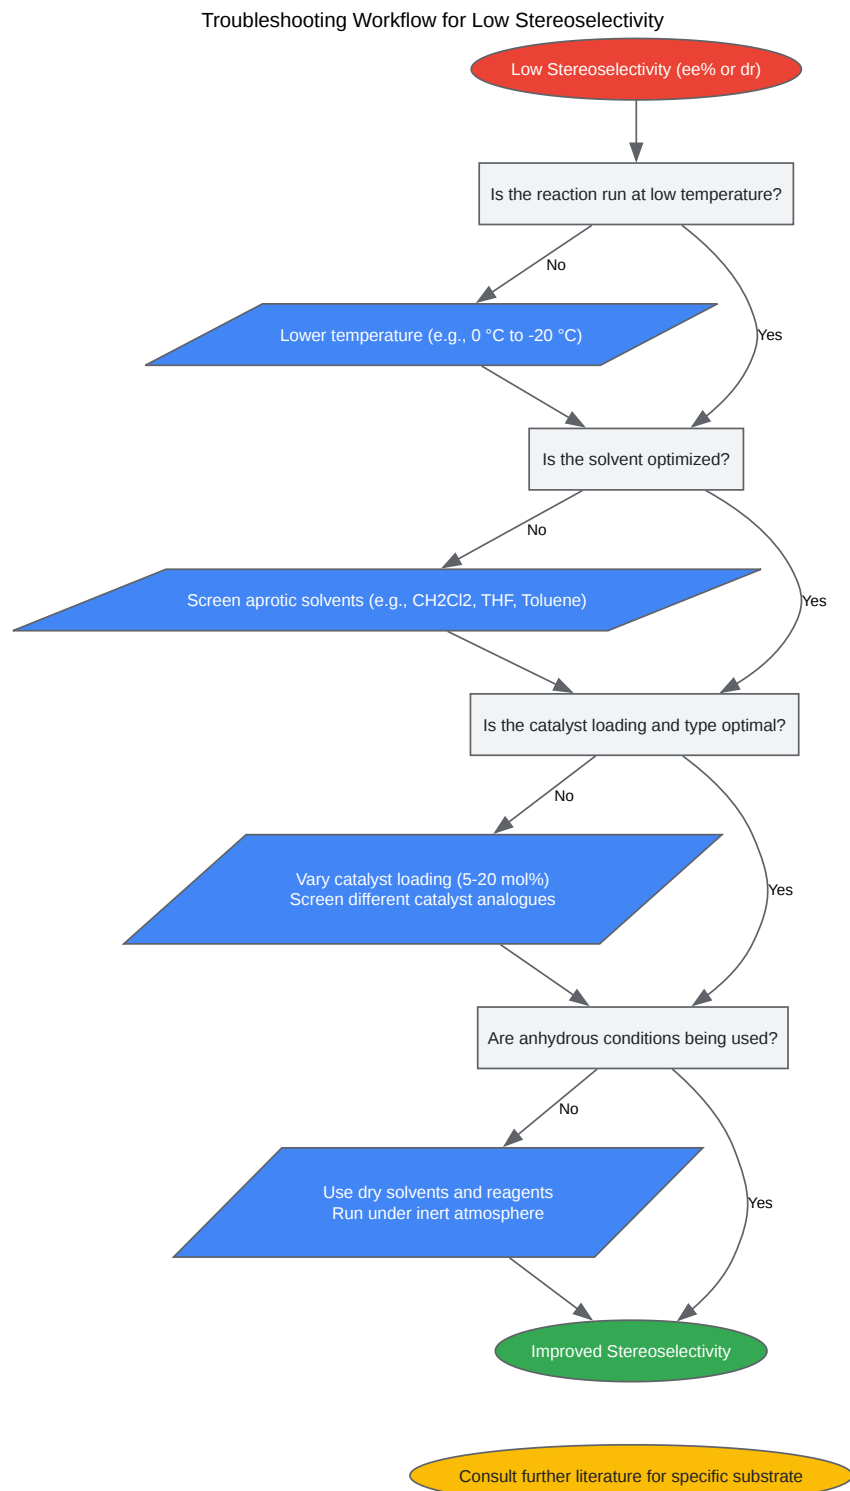 Troubleshooting Workflow for Low Stereoselectivity
Low Stereoselectivity (ee% or dr)
Is the reaction run at low temperature?
No
Lower temperature (e.g., 0 °C to -20 °C)
Yes
Is the solvent optimized?
No
Screen aprotic solvents (e.g., CH2Cl2, THF, Toluene)
Yes
Is the catalyst loading and type optimal?
No
Vary catalyst loading (5-20 mol%)
Screen different catalyst analogues
Yes
Are anhydrous conditions being used?
No
Use dry solvents and reagents
Run under inert atmosphere
Yes
Improved Stereoselectivity
Consult further literature for specific substrate